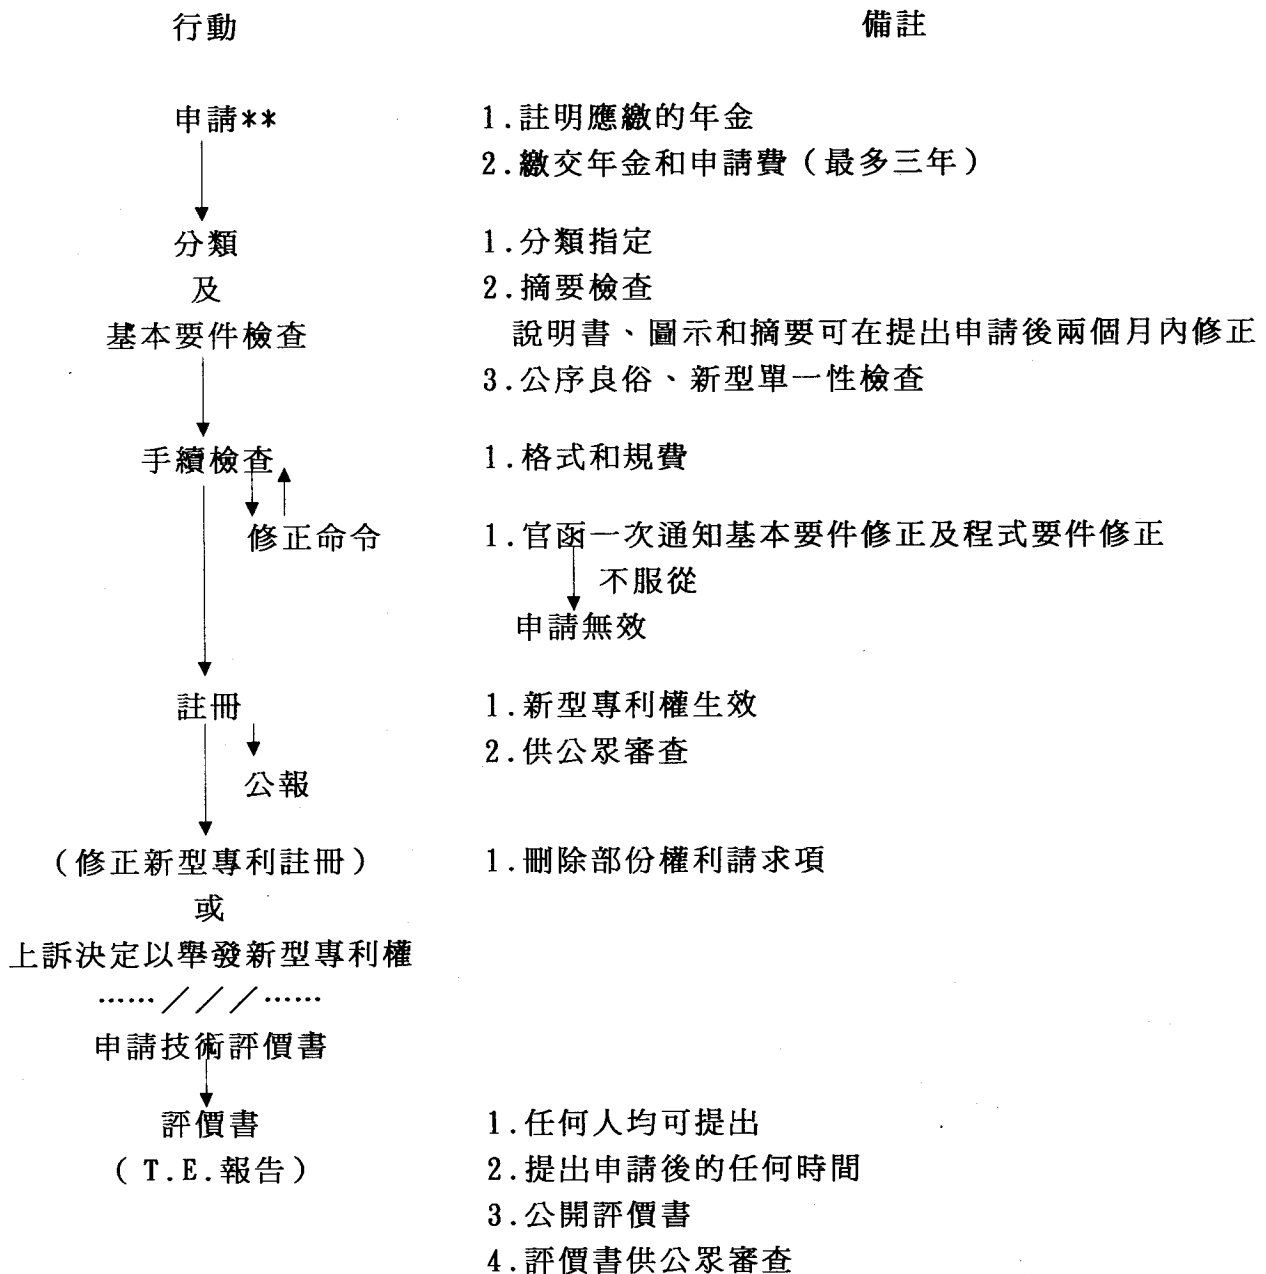 行動 備註
申請** 1.註明應繳的年金
2.繳交年金和申請費（最多三年）
分類 1.分類指定
及 2.摘要檢查
基本要件檢查 說明書、圖示和摘要可在提出申請後兩個月內修正
3.公序良俗、新型單一性檢查
手續檢查 1.格式和規費
修正命令 1.官函一次通知基本要件修正及程式要件修正
不服從
申請無效
註冊 1.新型專利權生效
2.供公眾審查
公報
（修正新型專利註冊） 1.刪除部份權利請求項
或
上訴決定以舉發新型專利權
……／／／……
申請技術評價書
評價書 1.任何人均可提出
（T.E.報告） 2.提出申請後的任何時間
3.公開評價書
4.評價書供公眾審查